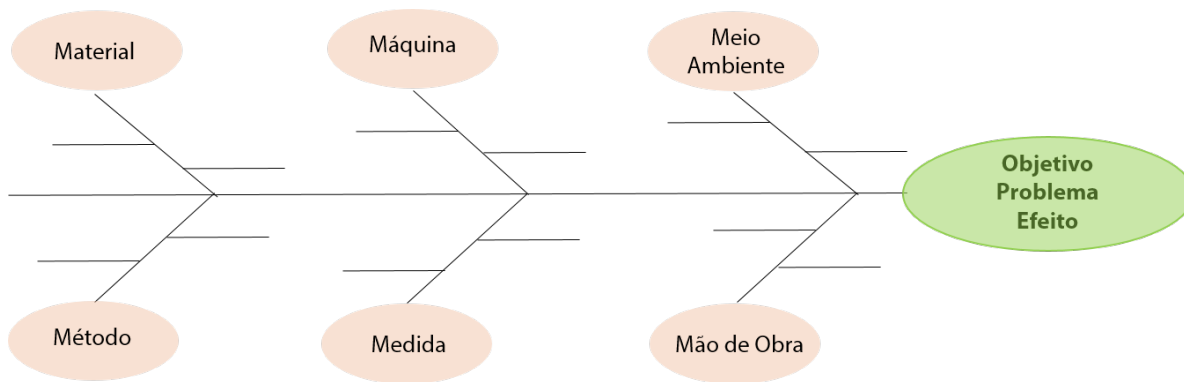 Material
Máquina
Meio
Ambiente
Objetivo
Problema
Efeito
Método
Medida
Mão de Obra